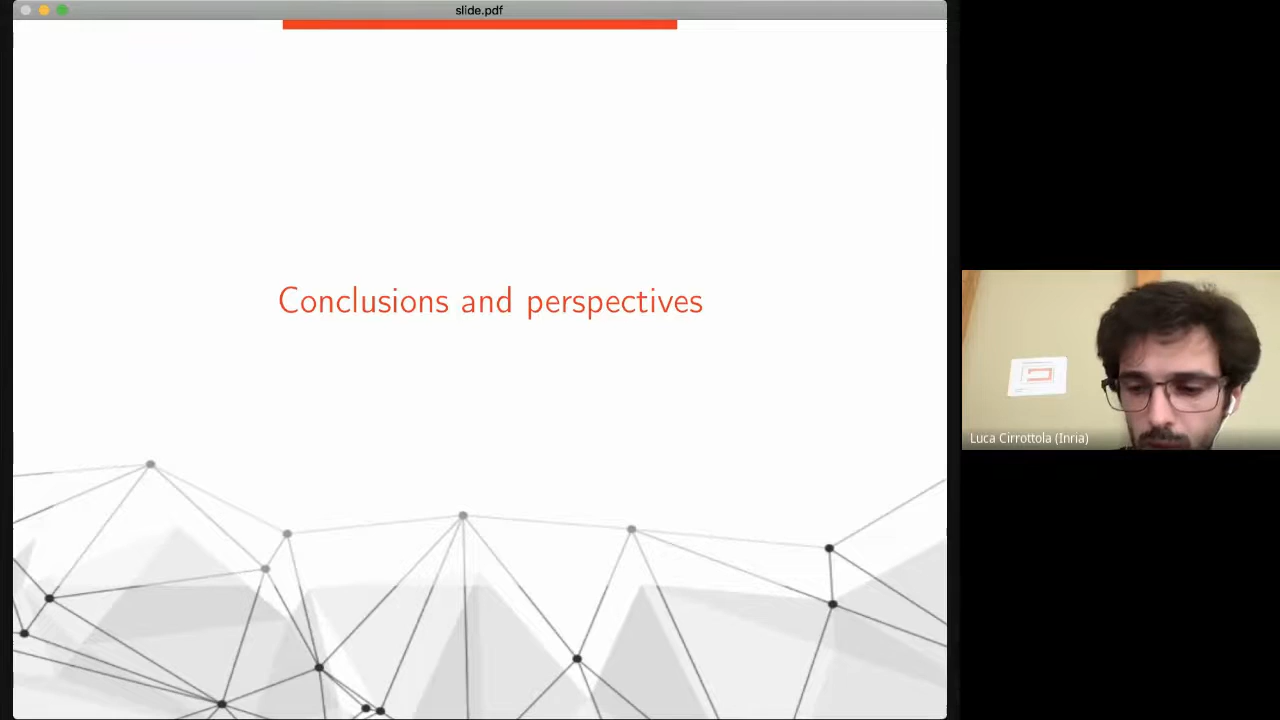 slide.pdf
Conclusions and perspectives
Luca Cirrottola (Inria)